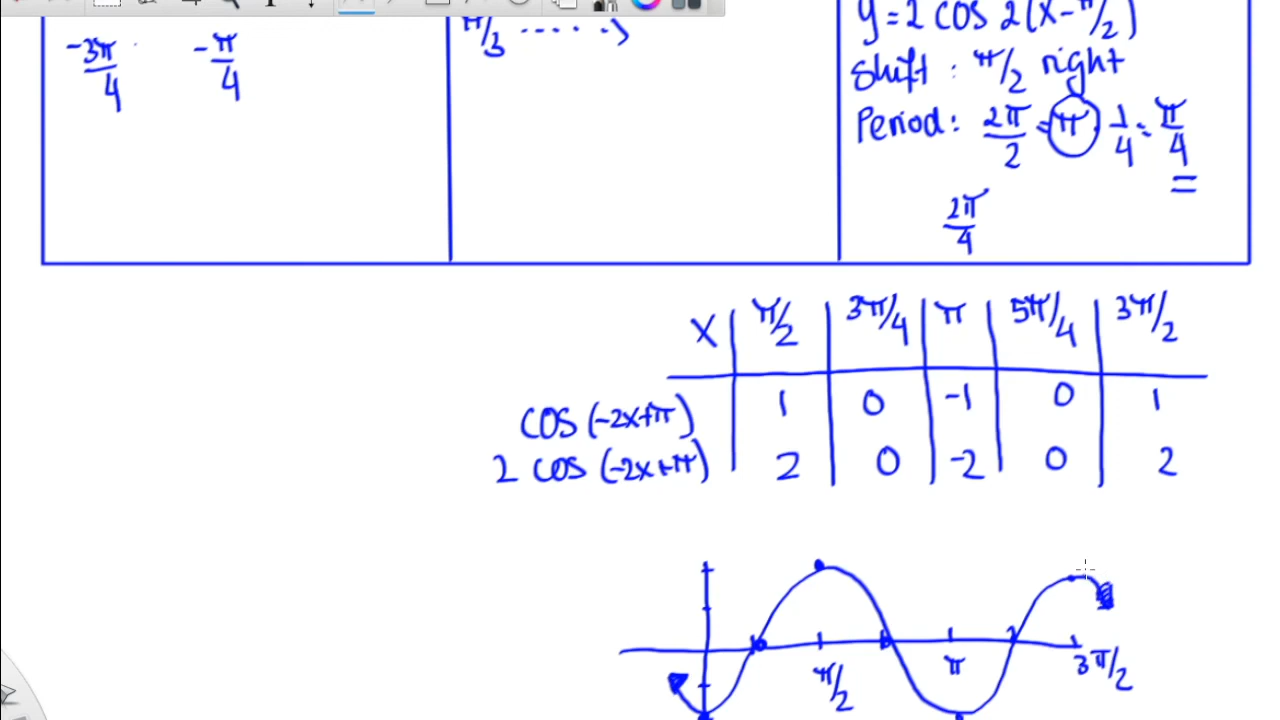 -3π/4 -π/4
π/3 ......>
y = 2 cos 2(x - π/2)
Shift : π/2 right
Period : 2π/2 = π · 1/4 = π/4
2π/4
x π/2 3π/4 π 5π/4 3π/2
cos (-2x+π) 1 0 -1 0 1
2 cos (-2x+π) 2 0 -2 0 2
π/2 π 3π/2